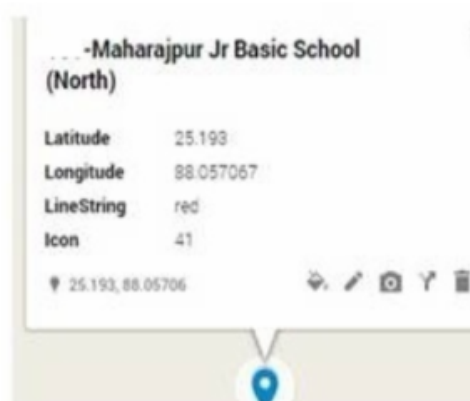 ...-Maharajpur Jr Basic School
(North)
Latitude 25.193
Longitude 88.057067
LineString red
Icon 41
25.193, 88.05706